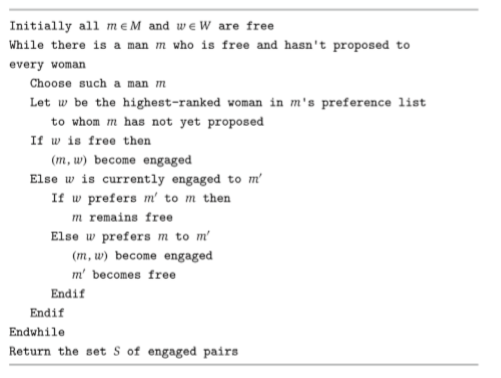 Initially all m ∈ M and w ∈ W are free
While there is a man m who is free and hasn't proposed to
every woman
Choose such a man m
Let w be the highest-ranked woman in m's preference list
to whom m has not yet proposed
If w is free then
(m, w) become engaged
Else w is currently engaged to m′
If w prefers m′ to m then
m remains free
Else w prefers m to m′
(m, w) become engaged
m′ becomes free
Endif
Endif
Endwhile
Return the set S of engaged pairs